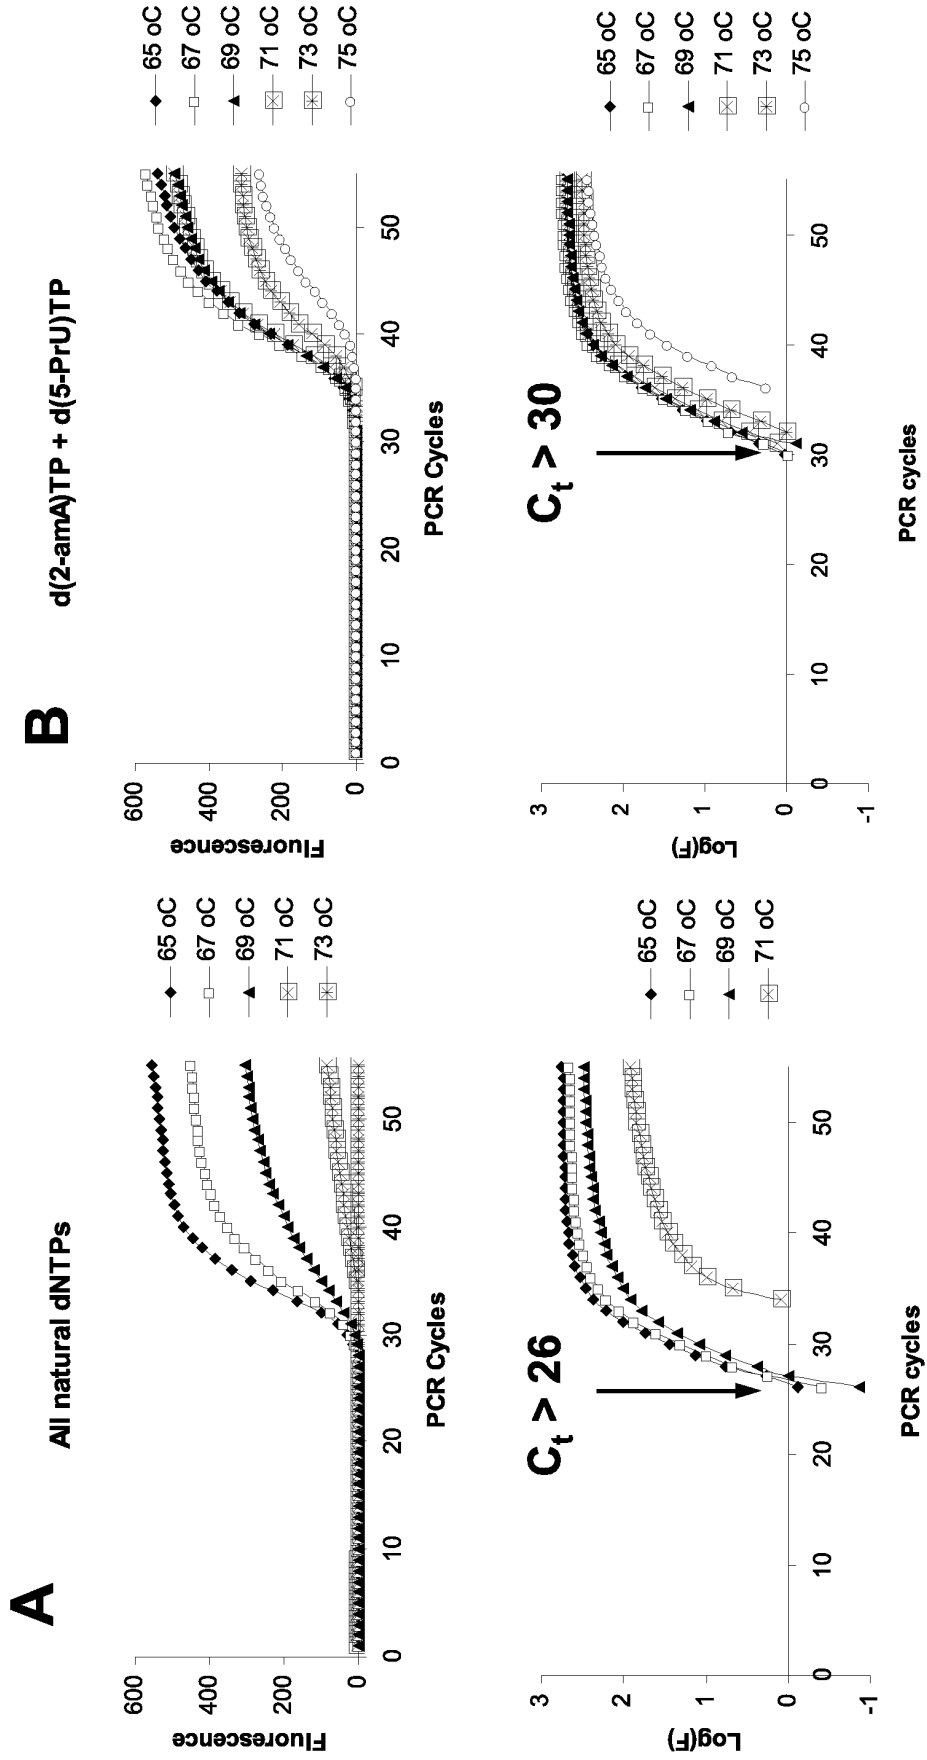 A
All natural dNTPs
600
400
200
0
Fluorescence
0
10
20
30
40
50
PCR Cycles
65 oC
67 oC
69 oC
71 oC
73 oC
3
2
1
0
-1
Log(F)
0
10
20
30
40
50
PCR cycles
Ct > 26
65 oC
67 oC
69 oC
71 oC
B
d(2-amA)TP + d(5-PrU)TP
600
400
200
0
Fluorescence
0
10
20
30
40
50
PCR Cycles
65 oC
67 oC
69 oC
71 oC
73 oC
75 oC
3
2
1
0
-1
Log(F)
0
10
20
30
40
50
PCR cycles
Ct > 30
65 oC
67 oC
69 oC
71 oC
73 oC
75 oC